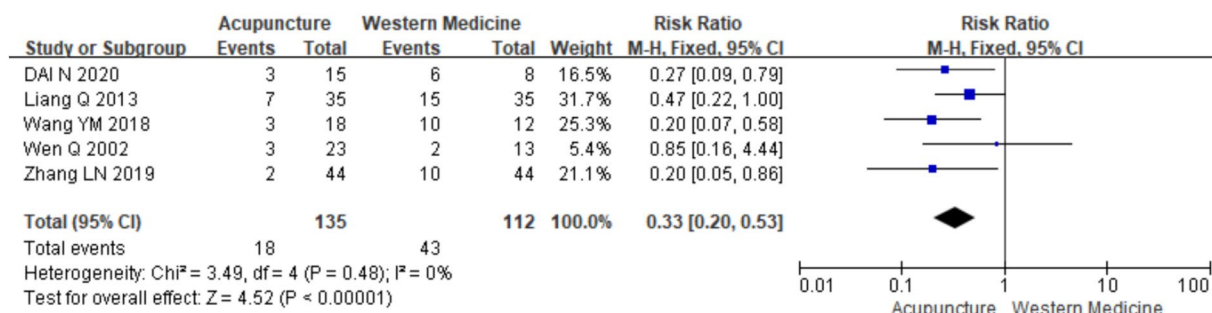 Acupuncture Western Medicine Risk Ratio Risk Ratio
Study or Subgroup Events Total Events Total Weight M-H, Fixed, 95% CI M-H, Fixed, 95% CI
DAI N 2020 3 15 6 8 16.5% 0.27 [0.09, 0.79]
Liang Q 2013 7 35 15 35 31.7% 0.47 [0.22, 1.00]
Wang YM 2018 3 18 10 12 25.3% 0.20 [0.07, 0.58]
Wen Q 2002 3 23 2 13 5.4% 0.85 [0.16, 4.44]
Zhang LN 2019 2 44 10 44 21.1% 0.20 [0.05, 0.86]
Total (95% CI) 135 112 100.0% 0.33 [0.20, 0.53]
Total events 18 43
Heterogeneity: Chi² = 3.49, df = 4 (P = 0.48); I² = 0%
Test for overall effect: Z = 4.52 (P < 0.00001)
0.01 0.1 1 10 100
Acupuncture Western Medicine